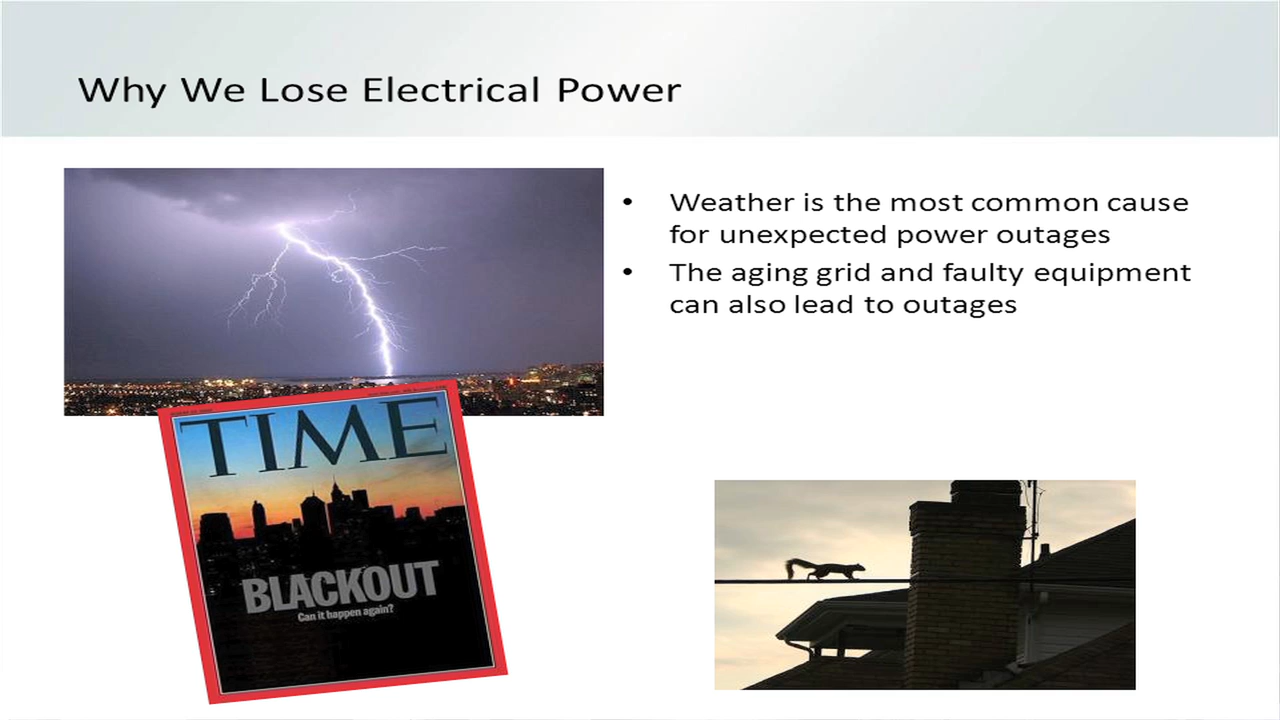 Why We Lose Electrical Power
• Weather is the most common cause
for unexpected power outages
• The aging grid and faulty equipment
can also lead to outages
TIME
BLACKOUT
Can it happen again?